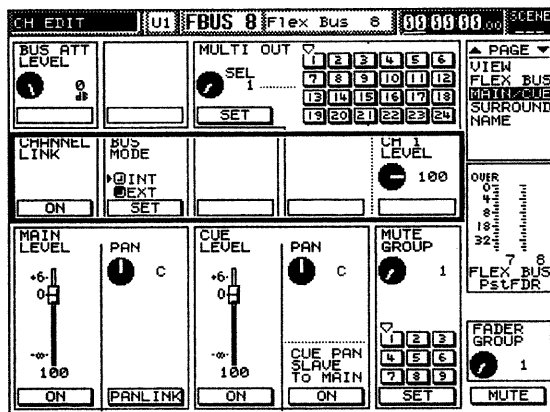 CH EDIT U1 FBUS 8 Flex Bus 8 00 00 00.00 SCENE
BUS ATT LEVEL
0 dB
MULTI OUT
SEL 1
SET
1 2 3 4 5 6
7 8 9 10 11 12
13 14 15 16 17 18
19 20 21 22 23 24
▲ PAGE ▼
VIEW
FLEX BUS
MAIN/CUE
SURROUND
NAME
CHANNEL LINK
ON
BUS MODE
INT
EXT
SET
CH 1 LEVEL
100
OVER
0
4
8
18
32
7 8
FLEX BUS
PstFDR
MAIN LEVEL
+6
0
-∞
100
ON
PAN
C
PANLINK
CUE LEVEL
+6
0
-∞
100
ON
PAN
C
CUE PAN
SLAVE
To MAIN
ON
MUTE GROUP
1
1 2 3
4 5 6
7 8 9
SET
FADER GROUP
1
MUTE